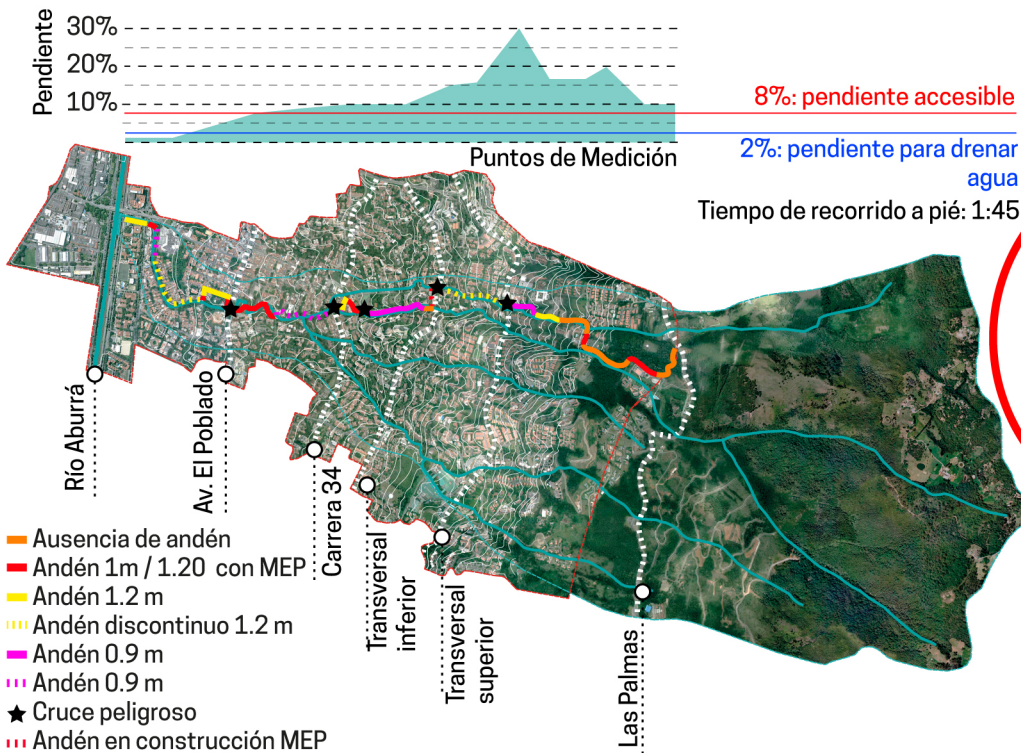 Pendiente
30%
20%
10%
8%: pendiente accesible
2%: pendiente para drenar
agua
Puntos de Medición
Tiempo de recorrido a pié: 1:45
Río Aburrá
Av. El Poblado
Carrera 34
Transversal
inferior
Transversal
superior
Las Palmas
Ausencia de andén
Andén 1m / 1.20 con MEP
Andén 1.2 m
Andén discontinuo 1.2 m
Andén 0.9 m
Andén 0.9 m
Cruce peligroso
Andén en construcción MEP